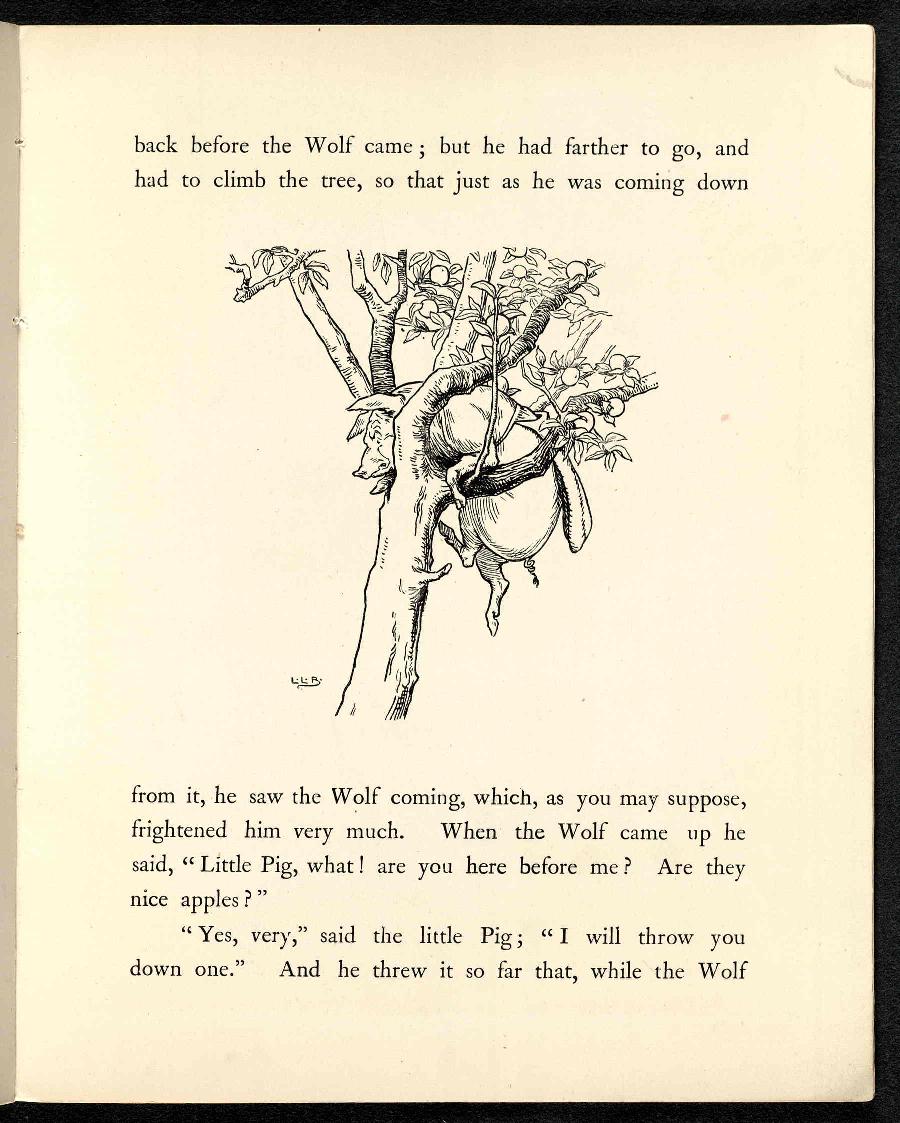 back before the Wolf came; but he had farther to go, and
had to climb the tree, so that just as he was coming down
L.L.B.
from it, he saw the Wolf coming, which, as you may suppose,
frightened him very much. When the Wolf came up he
said, “Little Pig, what! are you here before me? Are they
nice apples?”
“Yes, very,” said the little Pig; “I will throw you
down one.” And he threw it so far that, while the Wolf